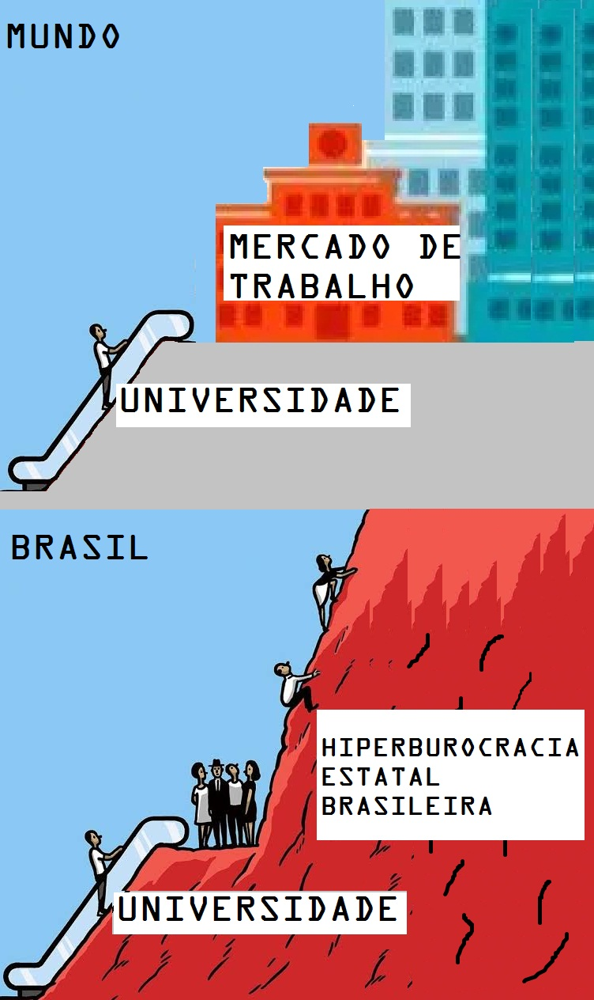 MUNDO
MERCADO DE
TRABALHO
UNIVERSIDADE
BRASIL
HIPERBUROCRACIA
ESTATAL
BRASILEIRA
UNIVERSIDADE